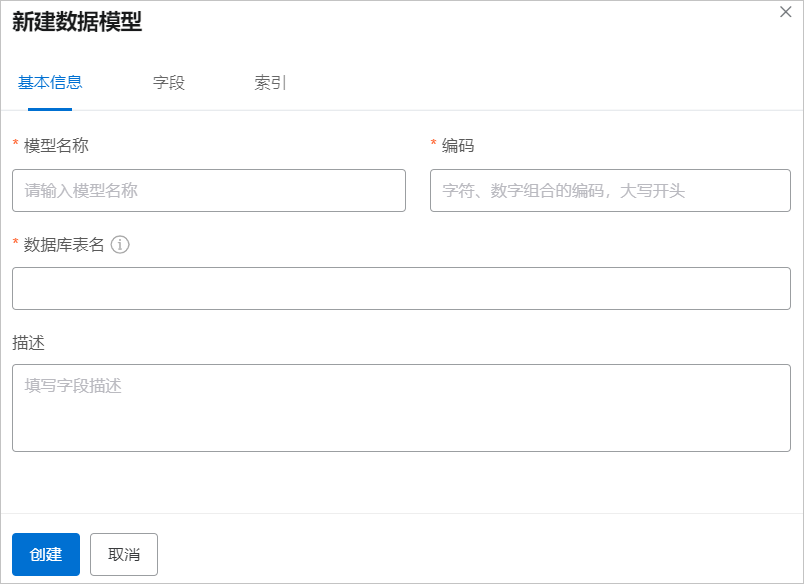 新建数据模型
基本信息 字段 索引
* 模型名称 * 编码
请输入模型名称 字符、数字组合的编码，大写开头
* 数据库表名
描述
填写字段描述
创建 取消